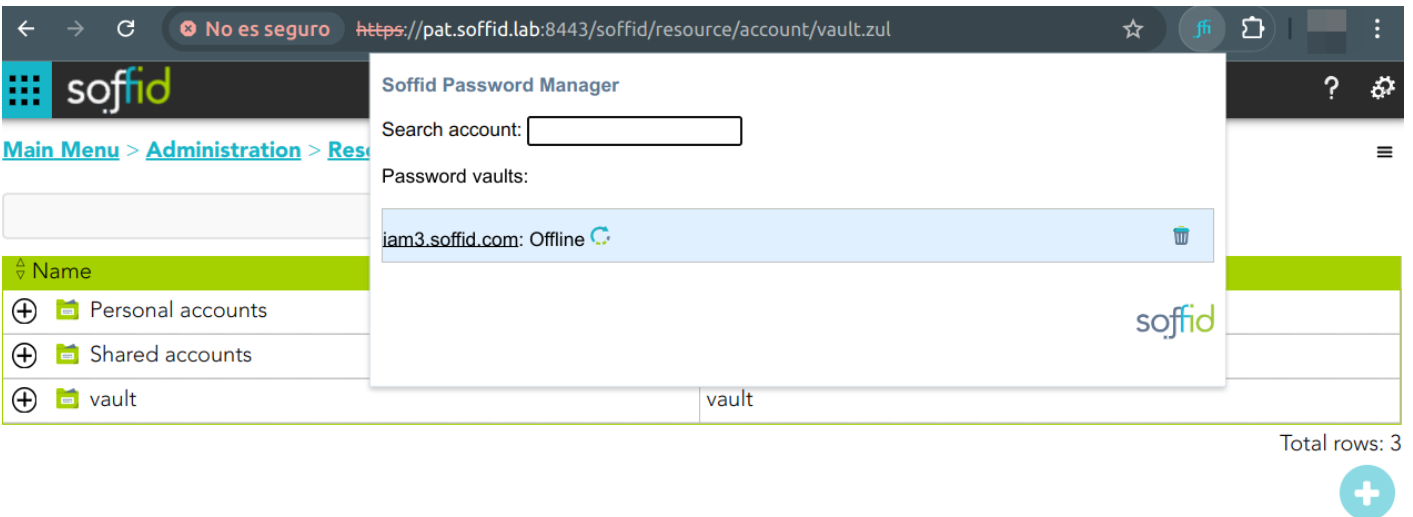 No es seguro https://pat.soffid.lab:8443/soffid/resource/account/vault.zul
soffid
Soffid Password Manager
?
Search account:
Main Menu > Administration > Res
Password vaults:
iam3.soffid.com: Offline
Name
Personal accounts
Shared accounts
soffid
vault vault
Total rows: 3